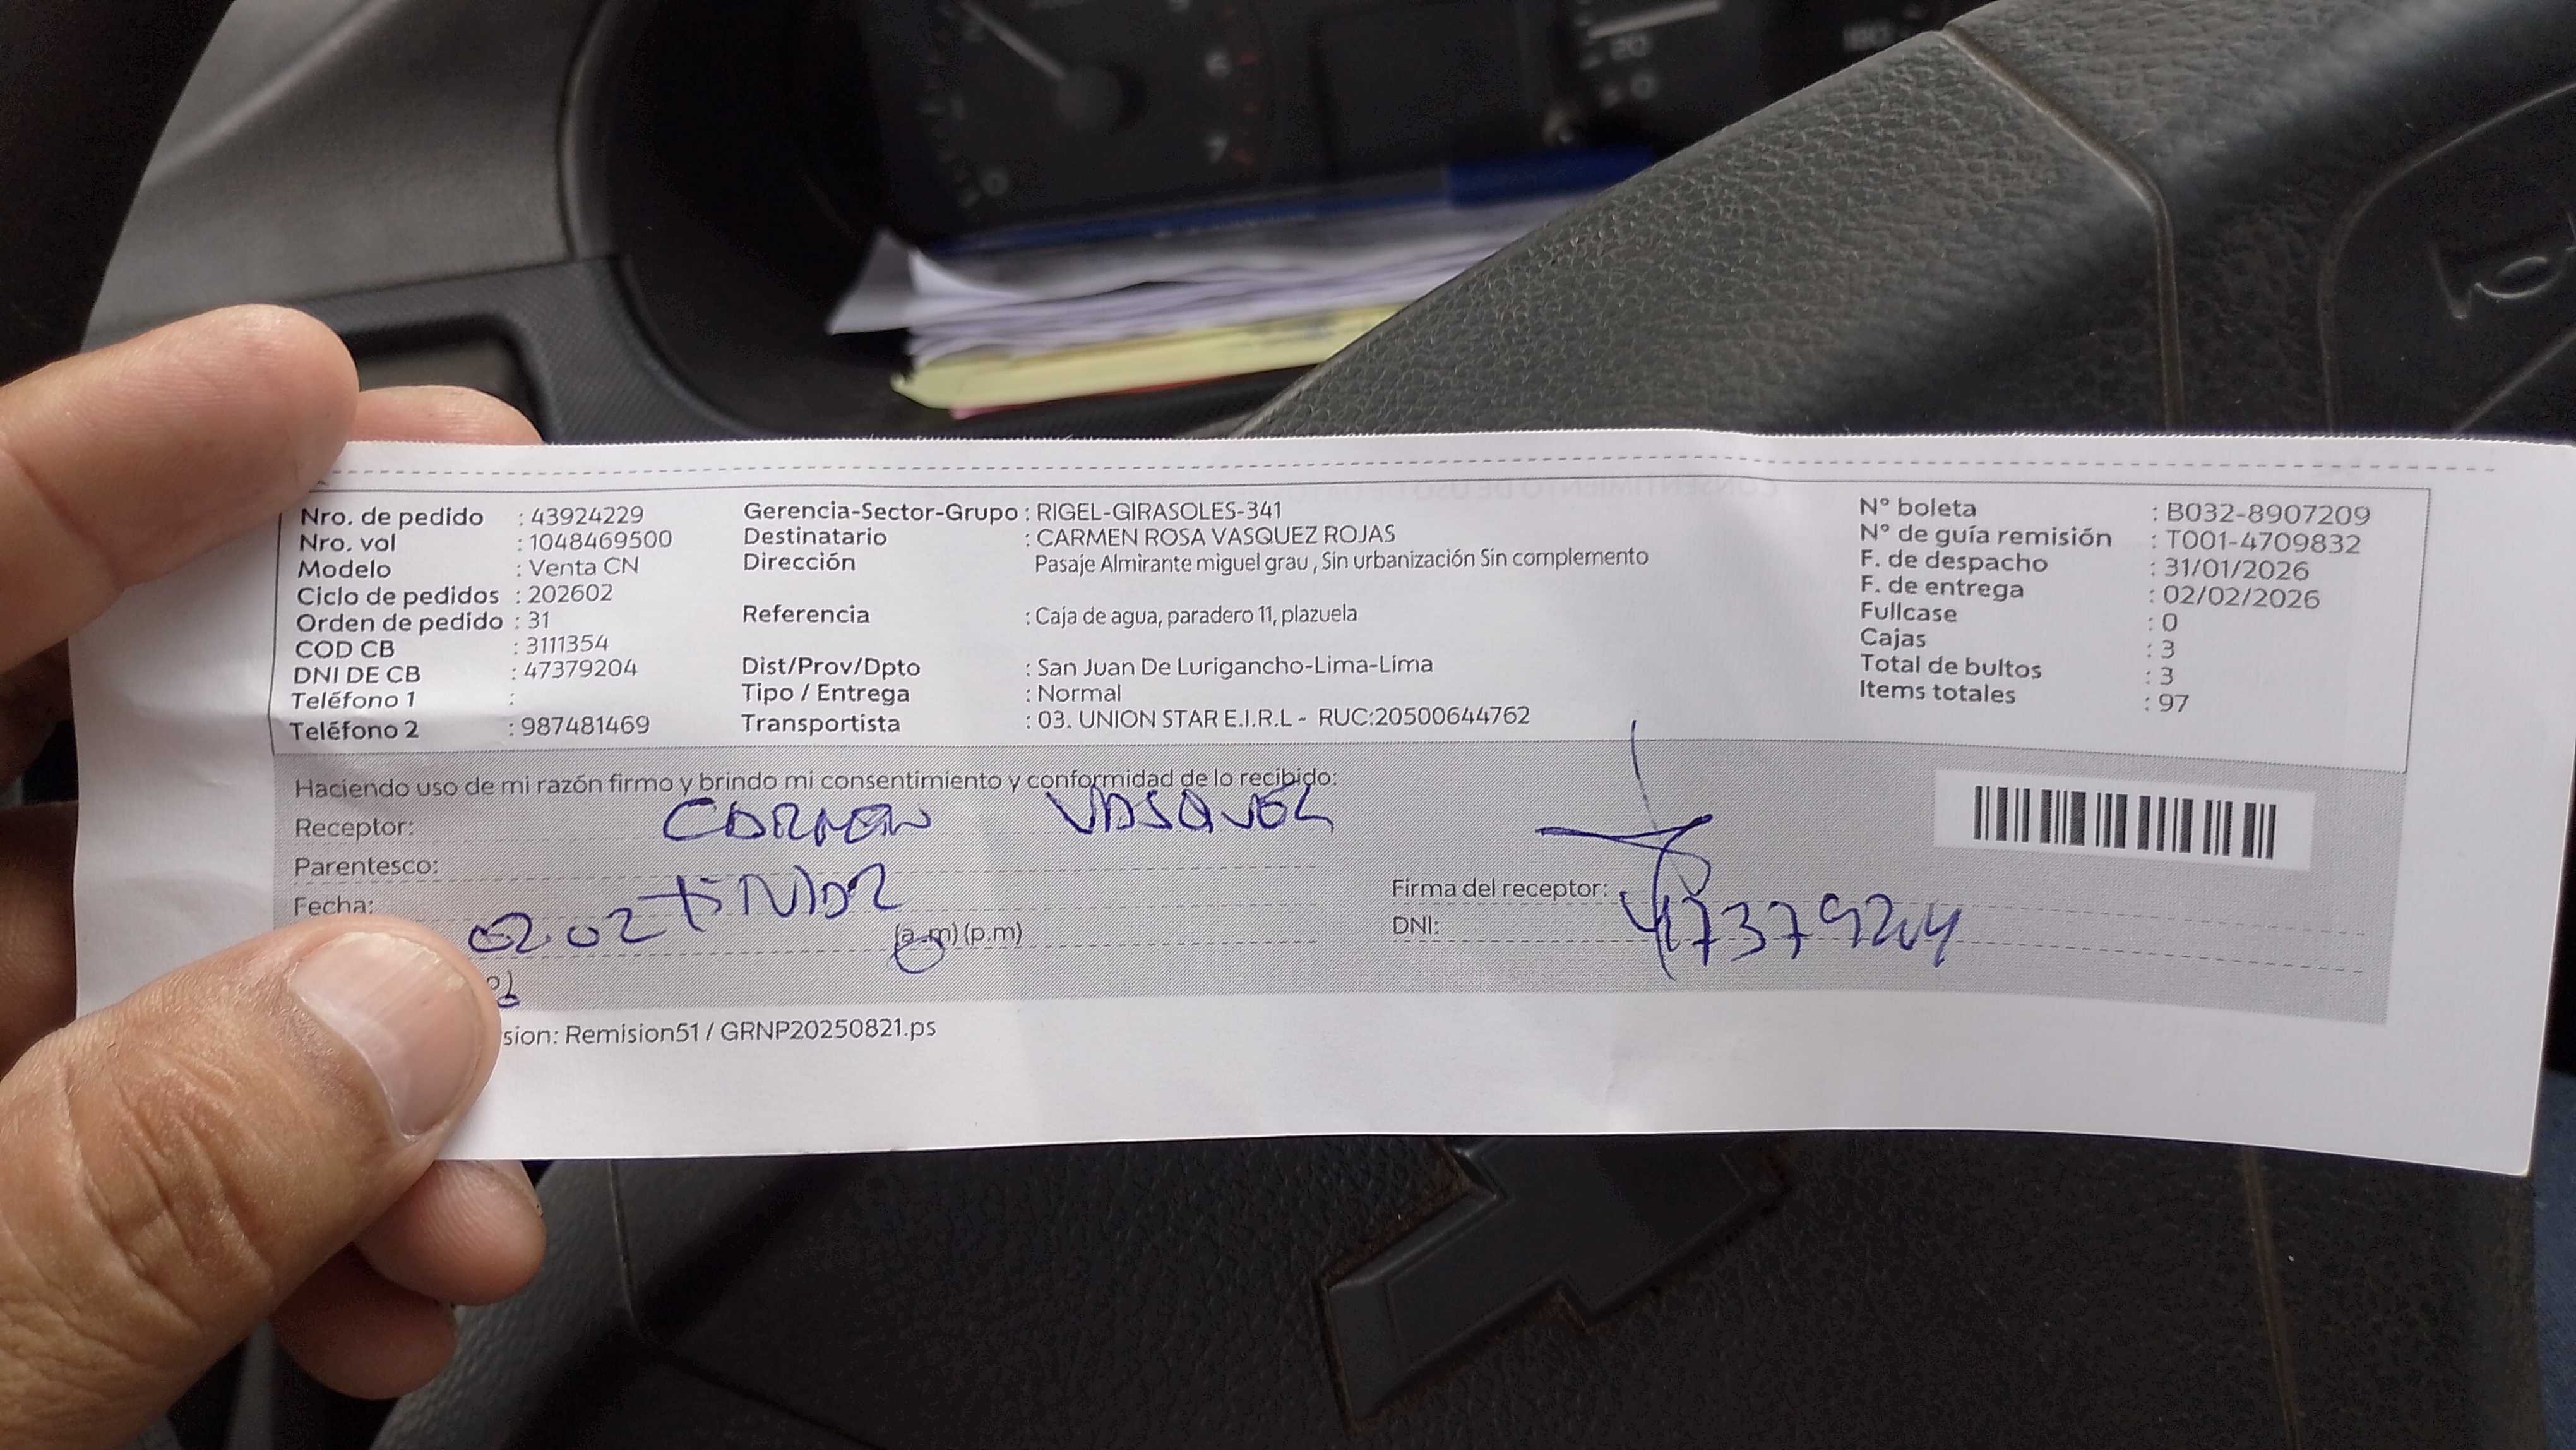 Nro. de pedido : 43924229
Nro. vol : 1048469500
Modelo : Venta CN
Ciclo de pedidos : 202602
Orden de pedido : 31
COD CB : 3111354
DNI DE CB : 47379204
Teléfono 1 :
Teléfono 2 : 987481469
Gerencia-Sector-Grupo : RIGEL-GIRASOLES-341
Destinatario : CARMEN ROSA VASQUEZ ROJAS
Dirección Pasaje Almirante miguel grau , Sin urbanización Sin complemento
Referencia : Caja de agua, paradero 11, plazuela
Dist/Prov/Dpto : San Juan De Lurigancho-Lima-Lima
Tipo / Entrega : Normal
Transportista : 03. UNION STAR E.I.R.L - RUC:20500644762
N° boleta : B032-8907209
N° de guía remisión : T001-4709832
F. de despacho : 31/01/2026
F. de entrega : 02/02/2026
Fullcase : 0
Cajas : 3
Total de bultos : 3
Items totales : 97
Haciendo uso de mi razón firmo y brindo mi consentimiento y conformidad de lo recibido:
Receptor: CARMEN VASQUEZ
Parentesco: TITULAR
Fecha: 02 02 (a.m) (p.m)
Firma del receptor:
DNI: 47379204
sion: Remision51 / GRNP20250821.ps